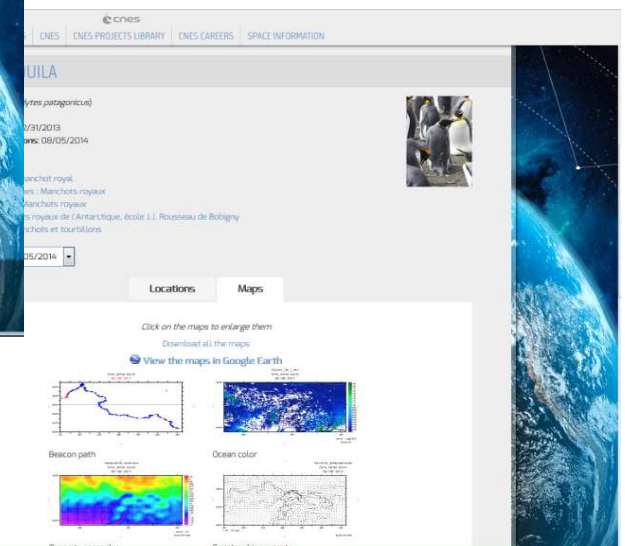 cnes
CNES CNES PROJECTS LIBRARY CNES CAREERS SPACE INFORMATION
UILA
ytes patagonicus)
/31/2013
ons: 08/05/2014
anchot royal
es : Manchots royaux
Manchots royaux
s royaux de l'Antarctique, école J.J. Rousseau de Bobigny
nchots et tourbillons
05/2014
Locations Maps
Click on the maps to enlarge them
Download all the maps
View the maps in Google Earth
Beacon path Ocean color